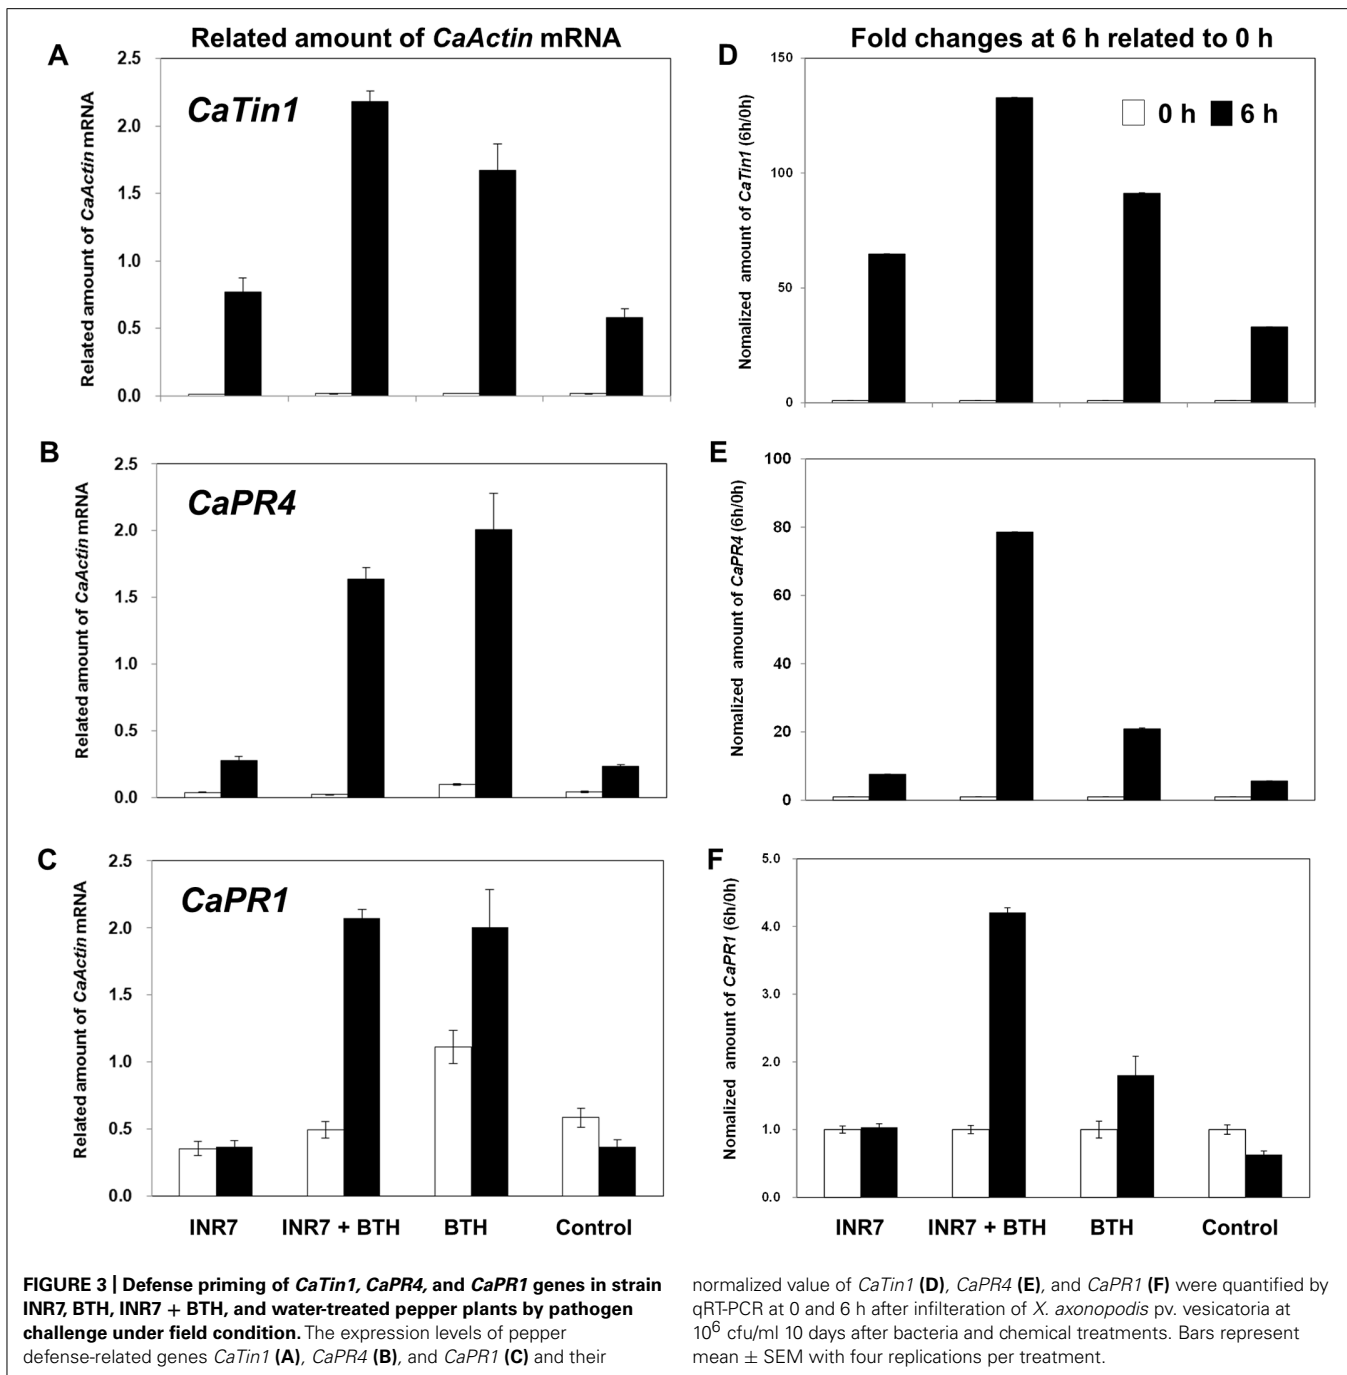 Related amount of CaActin mRNA
Fold changes at 6 h related to 0 h
A
Related amount of CaActin mRNA
2.5
2.0
1.5
1.0
0.5
0.0
CaTin1
D
Nomalized amount of CaTin1 (6h/0h)
150
100
50
0
0 h
6 h
B
Related amount of CaActin mRNA
2.5
2.0
1.5
1.0
0.5
0.0
CaPR4
E
Nomalized amount of CaPR4 (6h/0h)
100
80
60
40
20
0
C
Related amount of CaActin mRNA
2.5
2.0
1.5
1.0
0.5
0.0
CaPR1
INR7
INR7 + BTH
BTH
Control
F
Nomalized amount of CaPR1 (6h/0h)
5.0
4.0
3.0
2.0
1.0
0.0
INR7
INR7 + BTH
BTH
Control
FIGURE 3 | Defense priming of CaTin1, CaPR4, and CaPR1 genes in strain
INR7, BTH, INR7 + BTH, and water-treated pepper plants by pathogen
challenge under field condition. The expression levels of pepper
defense-related genes CaTin1 (A), CaPR4 (B), and CaPR1 (C) and their
normalized value of CaTin1 (D), CaPR4 (E), and CaPR1 (F) were quantified by
qRT-PCR at 0 and 6 h after infilteration of X. axonopodis pv. vesicatoria at
10⁶ cfu/ml 10 days after bacteria and chemical treatments. Bars represent
mean ± SEM with four replications per treatment.